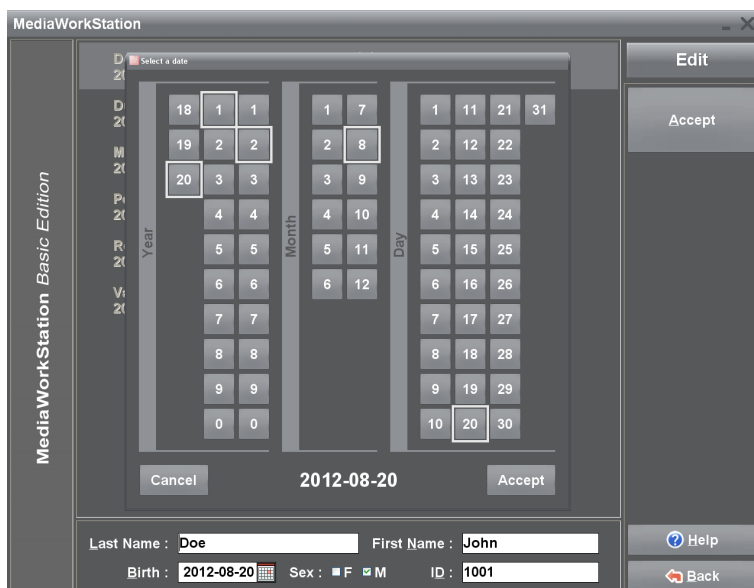 MediaWorkStation
MediaWorkStation Basic Edition
Select a date
Year
18 1 1
19 2 2
20 3 3
4 4
5 5
6 6
7 7
8 8
9 9
0 0
Month
1 7
2 8
3 9
4 10
5 11
6 12
Day
1 11 21 31
2 12 22
3 13 23
4 14 24
5 15 25
6 16 26
7 17 27
8 18 28
9 19 29
10 20 30
Cancel 2012-08-20 Accept
Last Name : Doe First Name : John
Birth : 2012-08-20 Sex : F M ID : 1001
Edit
Accept
Help
Back